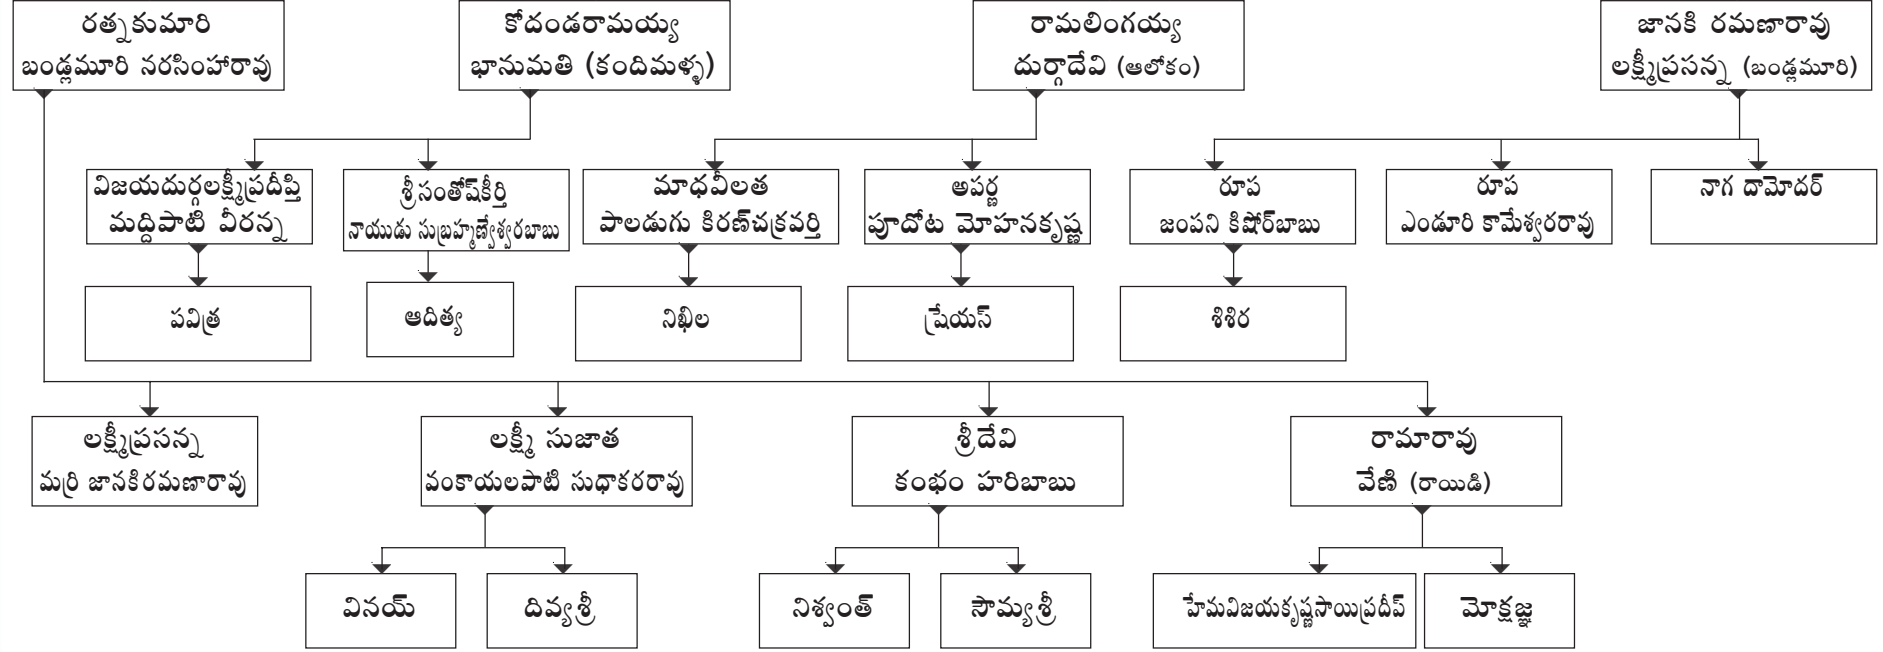 రత్నకుమారి
బండ్లమూరి నరసింహారావు
కోదండరామయ్య
భానుమతి (కందిమళ్ళ)
రామలింగయ్య
దుర్గాదేవి (ఆలోకం)
జానకి రమణారావు
లక్ష్మీప్రసన్న (బండ్లమూరి)
విజయదుర్గలక్ష్మీప్రదీప్తి
మద్దిపాటి వీరన్న
శ్రీసంతోష్‌కీర్తి
నాయుడు సుబ్రహ్మణ్వేశ్వరబాబు
మాధవీలత
పాలడుగు కిరణ్‌చక్రవర్తి
అపర్ణ
పూదోట మోహనకృష్ణ
రూప
జంపని కిషోర్‌బాబు
రూప
ఎండూరి కామేశ్వరరావు
నాగ దామోదర్
పవిత్ర
ఆదిత్య
నిఖిల
ష్రేయస్
శిశిర
లక్ష్మీప్రసన్న
మర్రి జానకిరమణారావు
లక్ష్మీ సుజాత
వంకాయలపాటి సుధాకరరావు
శ్రీదేవి
కంభం హరిబాబు
రామారావు
వేణి (రాయిడి)
వినయ్
దివ్యశ్రీ
నిశ్వంత్
సౌమ్యశ్రీ
హేమవిజయకృష్ణసాయిప్రదీప్
మోక్షజ్ఞ